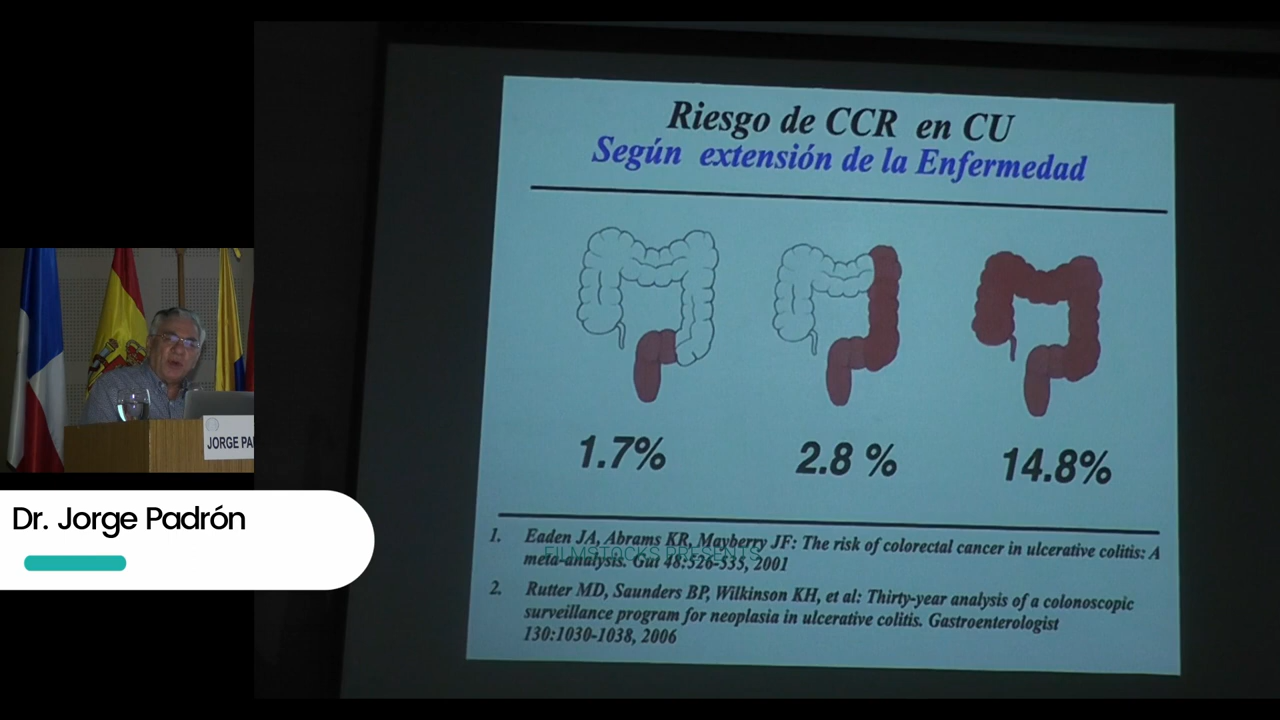 Riesgo de CCR en CU
Según extensión de la Enfermedad
1.7%
2.8 %
14.8%
1. Eaden JA, Abrams KR, Mayberry JF: The risk of colorectal cancer in ulcerative colitis: A
meta-analysis. Gut 48:526-535, 2001
FILMSTOCKS PRESENTS
2. Rutter MD, Saunders BP, Wilkinson KH, et al: Thirty-year analysis of a colonoscopic
surveillance program for neoplasia in ulcerative colitis. Gastroenterologist
130:1030-1038, 2006
JORGE PA
Dr. Jorge Padrón